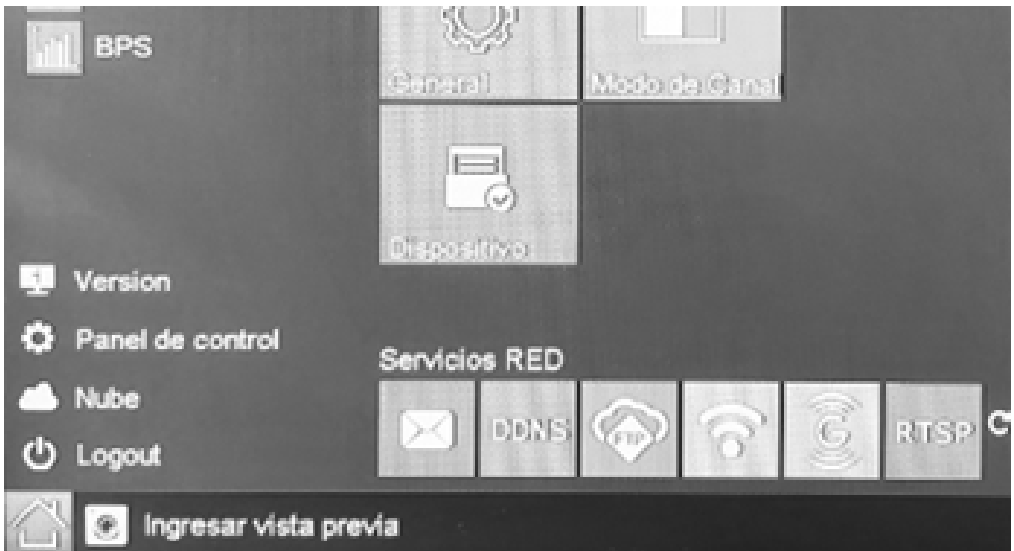 BPS
General
Modo de Canal
Dispositivo
Version
Panel de control
Nube
Logout
Servicios RED
DDNS
FTP
G
RTSP
Ingresar vista previa